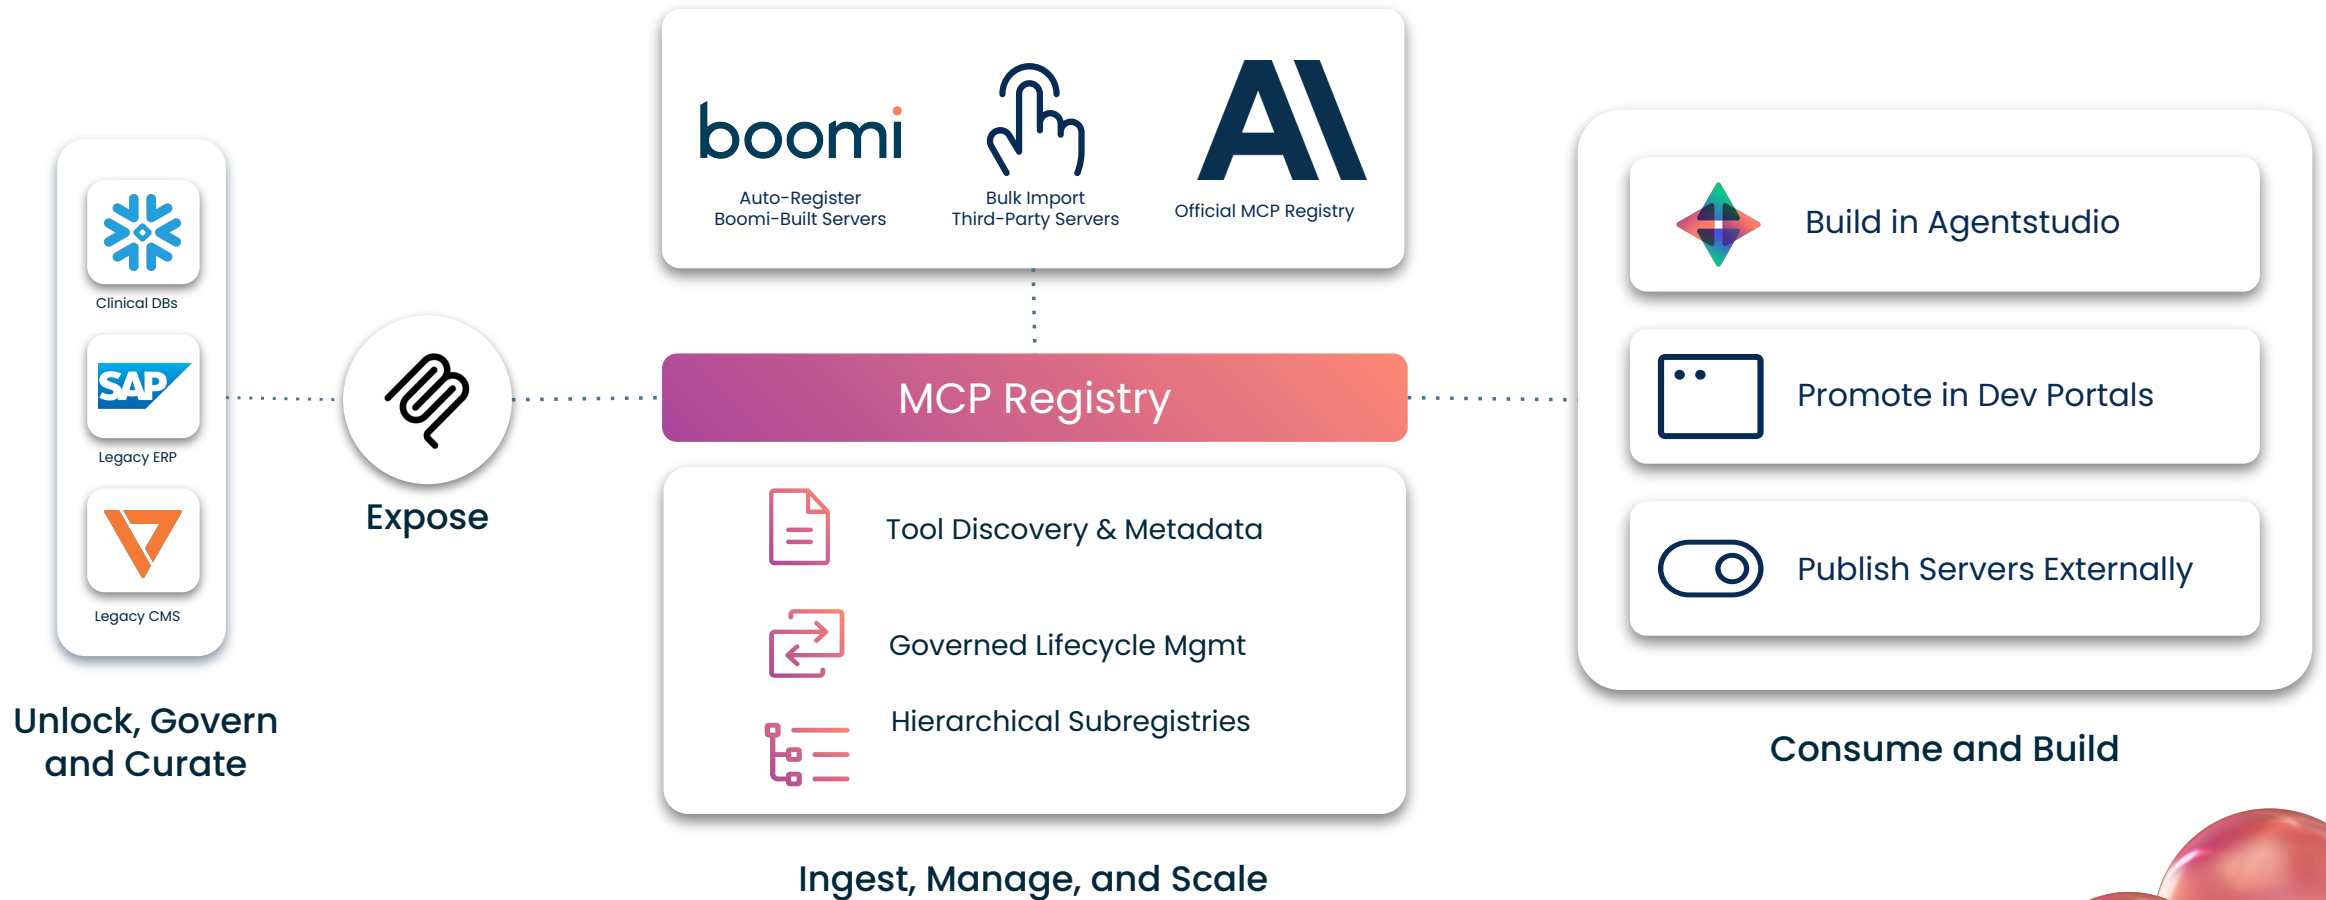 Clinical DBs
SAP
Legacy ERP
Legacy CMS
Unlock, Govern
and Curate
Expose
boomi
Auto-Register
Boomi-Built Servers
Bulk Import
Third-Party Servers
AI
Official MCP Registry
MCP Registry
Tool Discovery & Metadata
Governed Lifecycle Mgmt
Hierarchical Subregistries
Ingest, Manage, and Scale
Build in Agentstudio
Promote in Dev Portals
Publish Servers Externally
Consume and Build